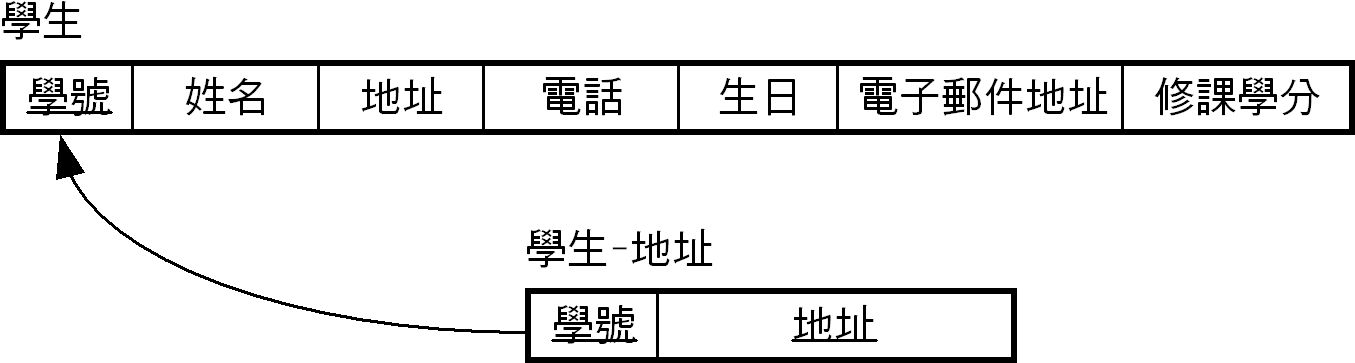 學生
學號 姓名 地址 電話 生日 電子郵件地址 修課學分
學生-地址
學號 地址